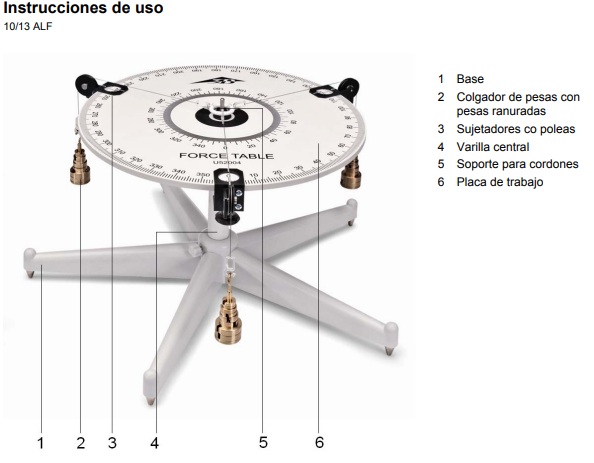 Instrucciones de uso
10/13 ALF
1 Base
2 Colgador de pesas con
pesas ranuradas
3 Sujetadores co poleas
4 Varilla central
5 Soporte para cordones
6 Placa de trabajo
FORCE TABLE
U52004
1 2 3 4 5 6